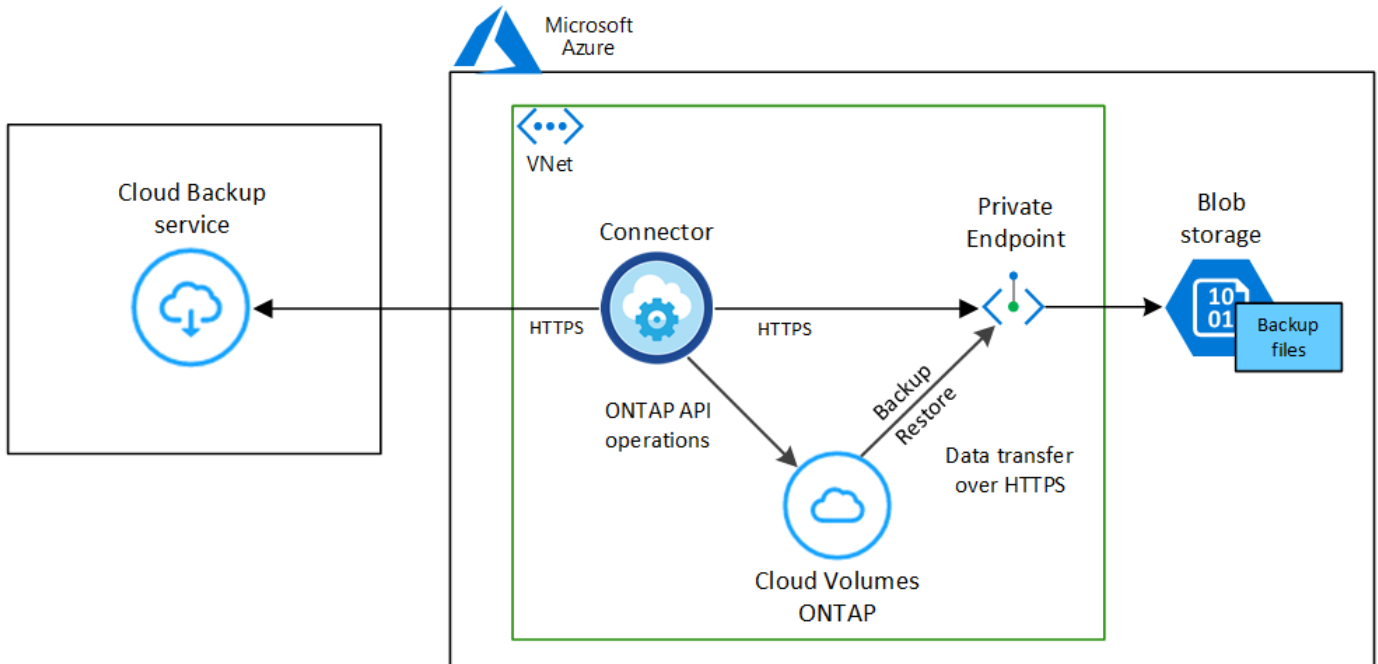 Microsoft
Azure
VNet
Cloud Backup
service
Connector
Private
Endpoint
Blob
storage
HTTPS
HTTPS
10
01
Backup
files
ONTAP API
operations
Backup
Restore
Data transfer
over HTTPS
Cloud Volumes
ONTAP